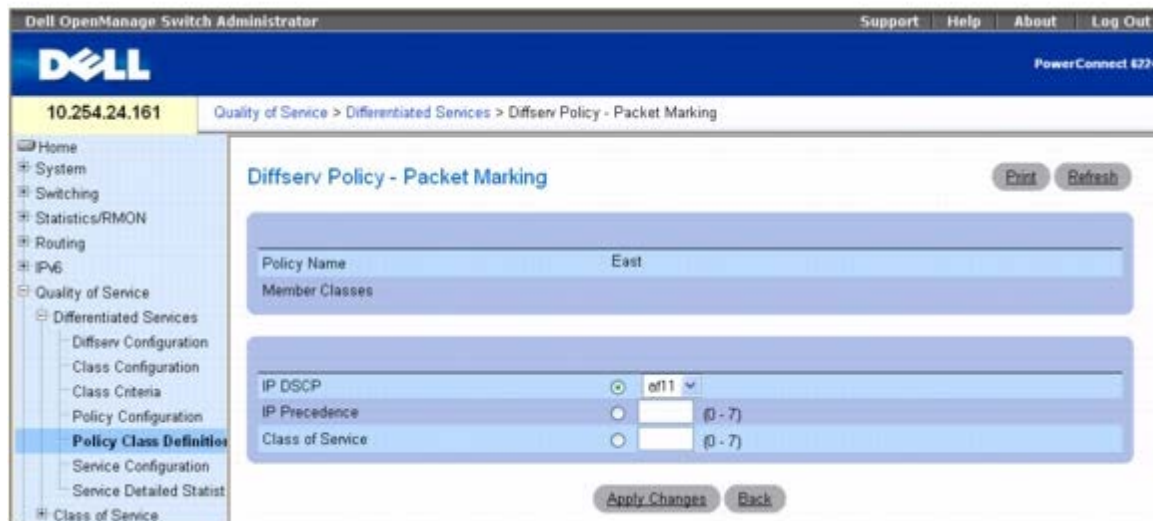 Dell OpenManage Switch Administrator Support Help About Log Out
DELL
PowerConnect 622
10.254.24.161 Quality of Service > Differentiated Services > Diffserv Policy - Packet Marking
Home
System
Switching
Statistics/RMON
Routing
IPv6
Quality of Service
Differentiated Services
Diffserv Configuration
Class Configuration
Class Criteria
Policy Configuration
Policy Class Definition
Service Configuration
Service Detailed Statist
Class of Service
Diffserv Policy - Packet Marking Print Refresh
Policy Name East
Member Classes
IP DSCP af11
IP Precedence (0 - 7)
Class of Service (0 - 7)
Apply Changes Back